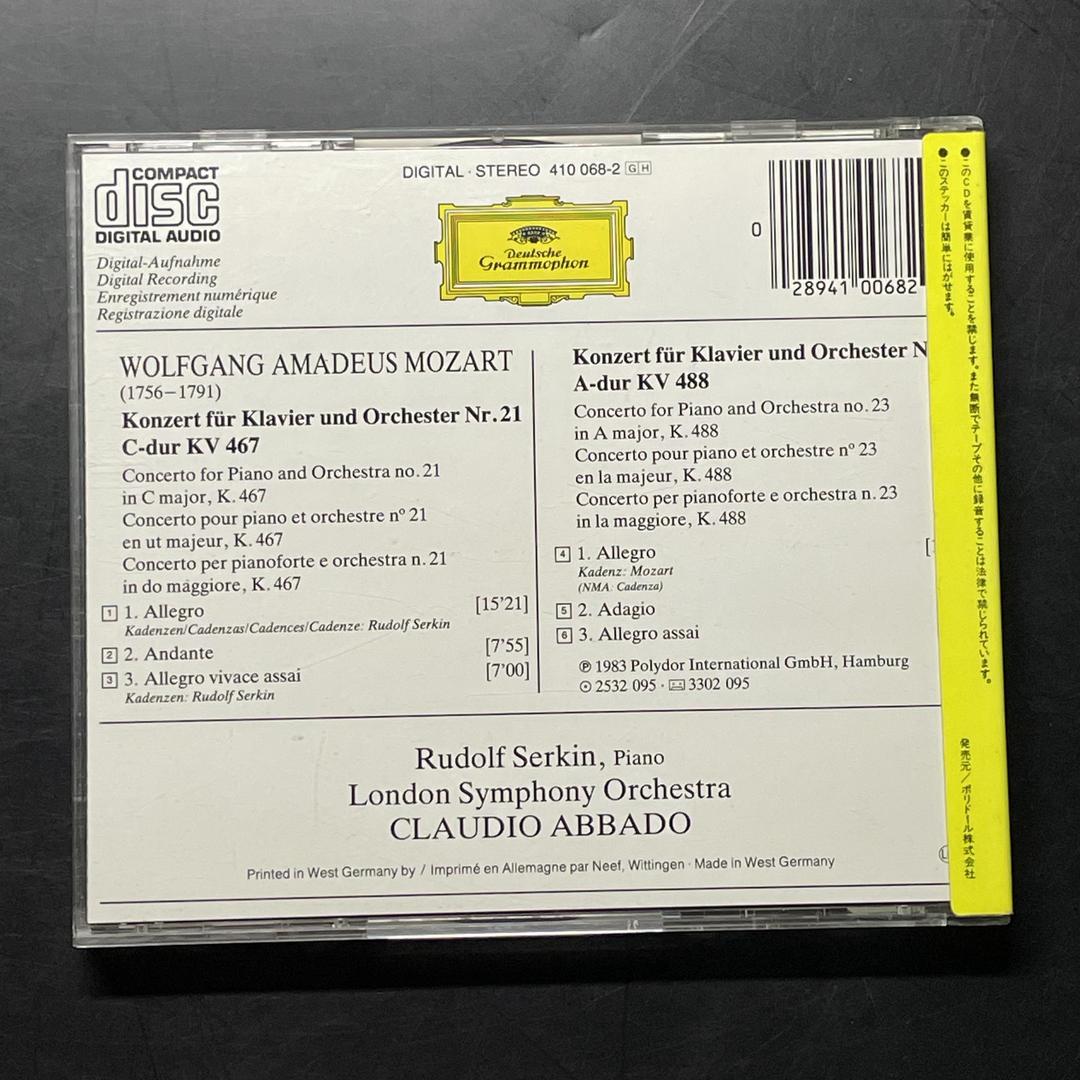 COMPACT
disc
DIGITAL AUDIO
Digital-Aufnahme
Digital Recording
Enregistrement numérique
Registrazione digitale
DIGITAL · STEREO 410 068-2 GH
Deutsche
Grammophon
0
28941 00682
WOLFGANG AMADEUS MOZART
(1756–1791)
Konzert für Klavier und Orchester Nr. 21
C-dur KV 467
Concerto for Piano and Orchestra no. 21
in C major, K. 467
Concerto pour piano et orchestre nº 21
en ut majeur, K. 467
Concerto per pianoforte e orchestra n. 21
in do maggiore, K. 467
1 1. Allegro [15'21]
Kadenzen/Cadenzas/Cadences/Cadenze: Rudolf Serkin
2 2. Andante [7'55]
3 3. Allegro vivace assai [7'00]
Kadenzen: Rudolf Serkin
Konzert für Klavier und Orchester N
A-dur KV 488
Concerto for Piano and Orchestra no. 23
in A major, K. 488
Concerto pour piano et orchestre nº 23
en la majeur, K. 488
Concerto per pianoforte e orchestra n. 23
in la maggiore, K. 488
4 1. Allegro
Kadenz: Mozart
(NMA: Cadenza)
5 2. Adagio
6 3. Allegro assai
℗ 1983 Polydor International GmbH, Hamburg
2532 095 · 3302 095
Rudolf Serkin, Piano
London Symphony Orchestra
CLAUDIO ABBADO
Printed in West Germany by / Imprimé en Allemagne par Neef, Wittingen · Made in West Germany
●このCDを賃貸業に使用することを禁じます。また無断でテープその他に録音することは法律で禁じられています。
●このステッカーは簡単にはがせます。
発売元/ポリドール株式会社